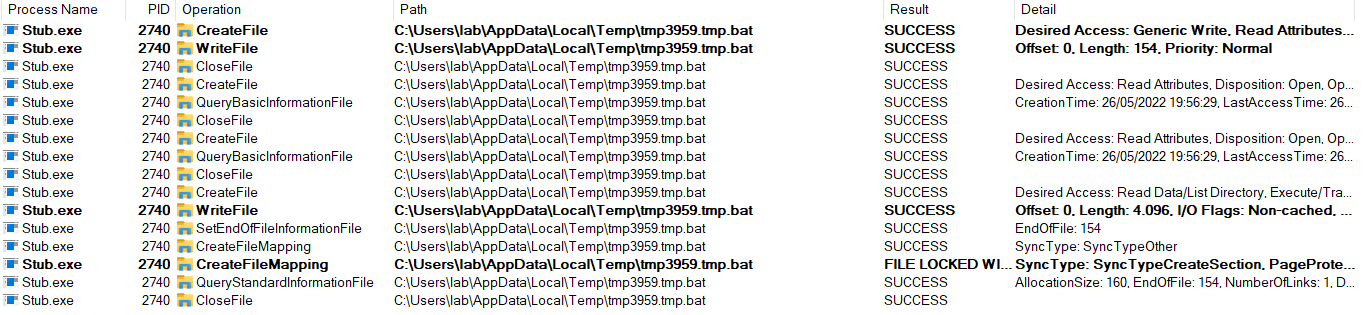 Process Name PID Operation Path Result Detail
Stub.exe 2740 CreateFile C:\Users\lab\AppData\Local\Temp\tmp3959.tmp.bat SUCCESS Desired Access: Generic Write, Read Attributes...
Stub.exe 2740 WriteFile C:\Users\lab\AppData\Local\Temp\tmp3959.tmp.bat SUCCESS Offset: 0, Length: 154, Priority: Normal
Stub.exe 2740 CloseFile C:\Users\lab\AppData\Local\Temp\tmp3959.tmp.bat SUCCESS
Stub.exe 2740 CreateFile C:\Users\lab\AppData\Local\Temp\tmp3959.tmp.bat SUCCESS Desired Access: Read Attributes, Disposition: Open, Op...
Stub.exe 2740 QueryBasicInformationFile C:\Users\lab\AppData\Local\Temp\tmp3959.tmp.bat SUCCESS CreationTime: 26/05/2022 19:56:29, LastAccessTime: 26...
Stub.exe 2740 CloseFile C:\Users\lab\AppData\Local\Temp\tmp3959.tmp.bat SUCCESS
Stub.exe 2740 CreateFile C:\Users\lab\AppData\Local\Temp\tmp3959.tmp.bat SUCCESS Desired Access: Read Attributes, Disposition: Open, Op...
Stub.exe 2740 QueryBasicInformationFile C:\Users\lab\AppData\Local\Temp\tmp3959.tmp.bat SUCCESS CreationTime: 26/05/2022 19:56:29, LastAccessTime: 26...
Stub.exe 2740 CloseFile C:\Users\lab\AppData\Local\Temp\tmp3959.tmp.bat SUCCESS
Stub.exe 2740 CreateFile C:\Users\lab\AppData\Local\Temp\tmp3959.tmp.bat SUCCESS Desired Access: Read Data/List Directory, Execute/Tra...
Stub.exe 2740 WriteFile C:\Users\lab\AppData\Local\Temp\tmp3959.tmp.bat SUCCESS Offset: 0, Length: 4.096, I/O Flags: Non-cached, ...
Stub.exe 2740 SetEndOfFileInformationFile C:\Users\lab\AppData\Local\Temp\tmp3959.tmp.bat SUCCESS EndOfFile: 154
Stub.exe 2740 CreateFileMapping C:\Users\lab\AppData\Local\Temp\tmp3959.tmp.bat SUCCESS SyncType: SyncTypeOther
Stub.exe 2740 CreateFileMapping C:\Users\lab\AppData\Local\Temp\tmp3959.tmp.bat FILE LOCKED WI... SyncType: SyncTypeCreateSection, PageProte...
Stub.exe 2740 QueryStandardInformationFile C:\Users\lab\AppData\Local\Temp\tmp3959.tmp.bat SUCCESS AllocationSize: 160, EndOfFile: 154, NumberOfLinks: 1, D...
Stub.exe 2740 CloseFile C:\Users\lab\AppData\Local\Temp\tmp3959.tmp.bat SUCCESS